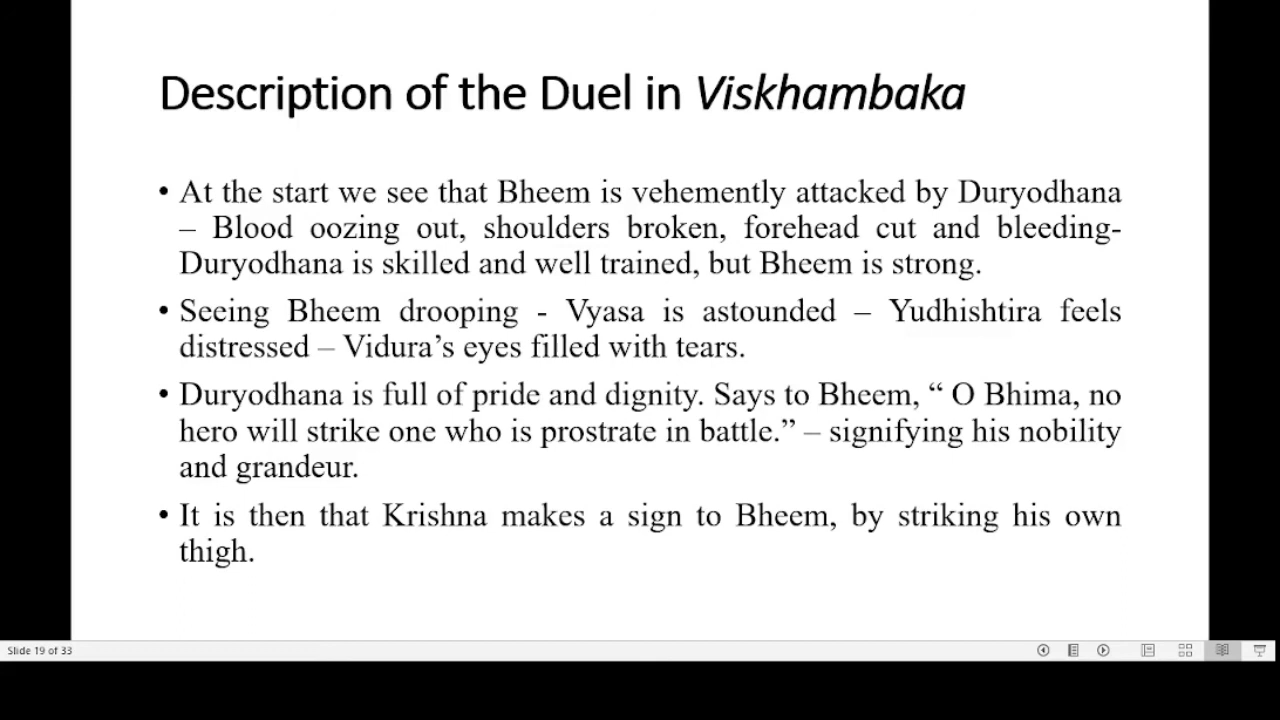 Description of the Duel in Viskhambaka
• At the start we see that Bheem is vehemently attacked by Duryodhana
– Blood oozing out, shoulders broken, forehead cut and bleeding-
Duryodhana is skilled and well trained, but Bheem is strong.
• Seeing Bheem drooping - Vyasa is astounded – Yudhishtira feels
distressed – Vidura’s eyes filled with tears.
• Duryodhana is full of pride and dignity. Says to Bheem, “ O Bhima, no
hero will strike one who is prostrate in battle.” – signifying his nobility
and grandeur.
• It is then that Krishna makes a sign to Bheem, by striking his own
thigh.
Slide 19 of 33